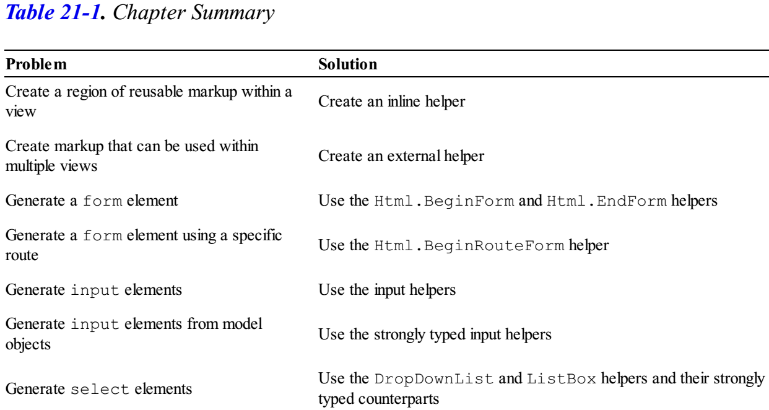 Table 21-1. Chapter Summary
Problem Solution
Create a region of reusable markup within a
view
Create an inline helper
Create markup that can be used within
multiple views
Create an external helper
Generate a form element
Use the Html.BeginForm and Html.EndForm helpers
Generate a form element using a specific
route
Use the Html.BeginRouteForm helper
Generate input elements
Use the input helpers
Generate input elements from model
objects
Use the strongly typed input helpers
Generate select elements
Use the DropDownList and ListBox helpers and their strongly
typed counterparts